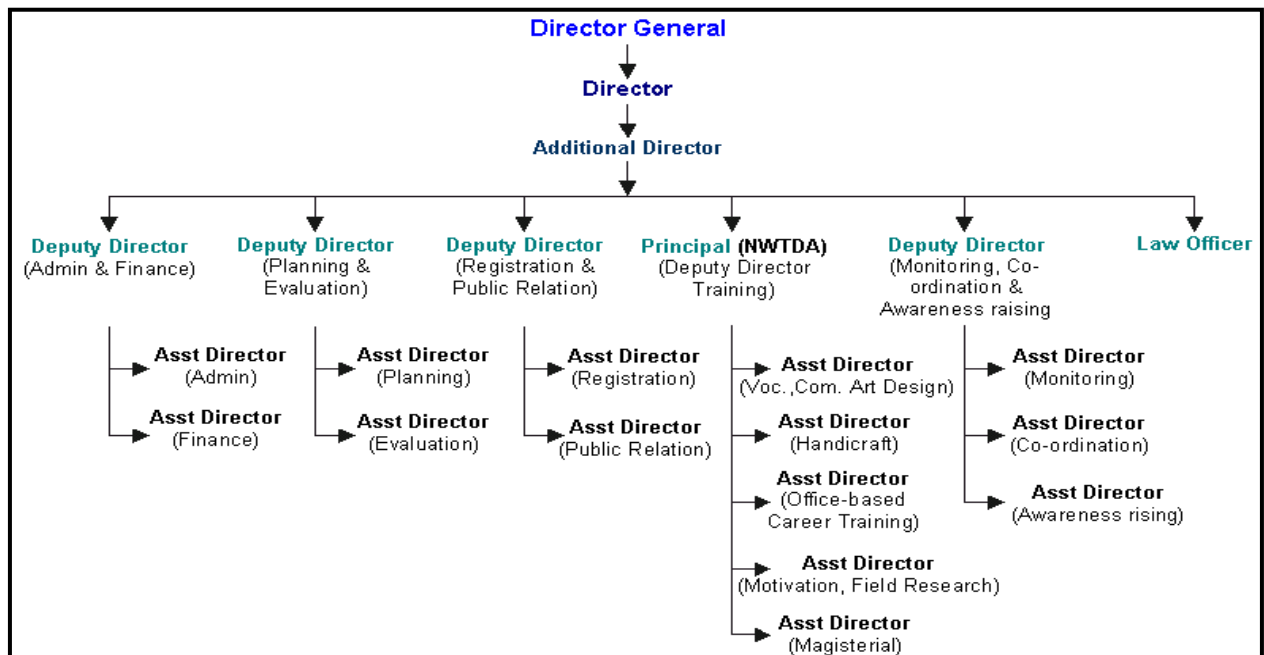 Director General
Director
Additional Director
Deputy Director
(Admin & Finance)
Deputy Director
(Planning &
Evaluation)
Deputy Director
(Registration &
Public Relation)
Principal (NWTDA)
(Deputy Director
Training)
Deputy Director
(Monitoring, Co-
ordination &
Awareness raising
Law Officer
Asst Director
(Admin)
Asst Director
(Finance)
Asst Director
(Planning)
Asst Director
(Evaluation)
Asst Director
(Registration)
Asst Director
(Public Relation)
Asst Director
(Voc.,Com. Art Design)
Asst Director
(Handicraft)
Asst Director
(Office-based
Career Training)
Asst Director
(Motivation, Field Research)
Asst Director
(Magisterial)
Asst Director
(Monitoring)
Asst Director
(Co-ordination)
Asst Director
(Awareness rising)